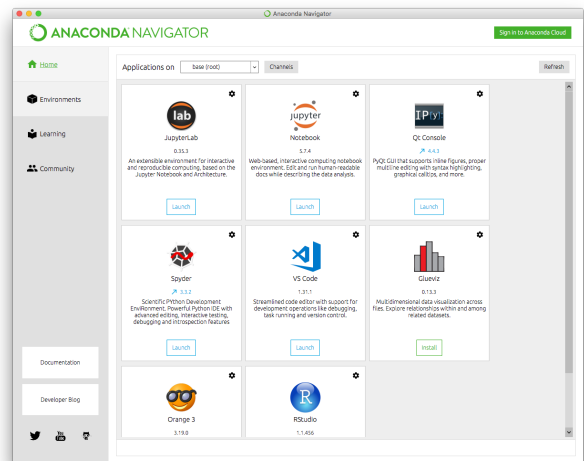 Anaconda Navigator
ANACONDA NAVIGATOR
Sign in to Anaconda Cloud
Home
Environments
Learning
Community
Documentation
Developer Blog
You
Tube
Applications on
base (root)
Channels
Refresh
lab
JupyterLab
0.35.3
An extensible environment for interactive
and reproducible computing, based on the
Jupyter Notebook and Architecture.
Launch
jupyter
Notebook
5.7.4
Web-based, interactive computing notebook
environment. Edit and run human-readable
docs while describing the data analysis.
Launch
IP[y]:
Qt Console
4.4.3
PyQt GUI that supports inline figures, proper
multiline editing with syntax highlighting,
graphical calltips, and more.
Launch
Spyder
3.3.2
Scientific PYthon Development
EnviRonment. Powerful Python IDE with
advanced editing, interactive testing,
debugging and introspection features
Launch
VS Code
1.31.1
Streamlined code editor with support for
development operations like debugging,
task running and version control.
Launch
Glueviz
0.13.3
Multidimensional data visualization across
files. Explore relationships within and among
related datasets.
Install
Orange 3
3.19.0
R
RStudio
1.1.456